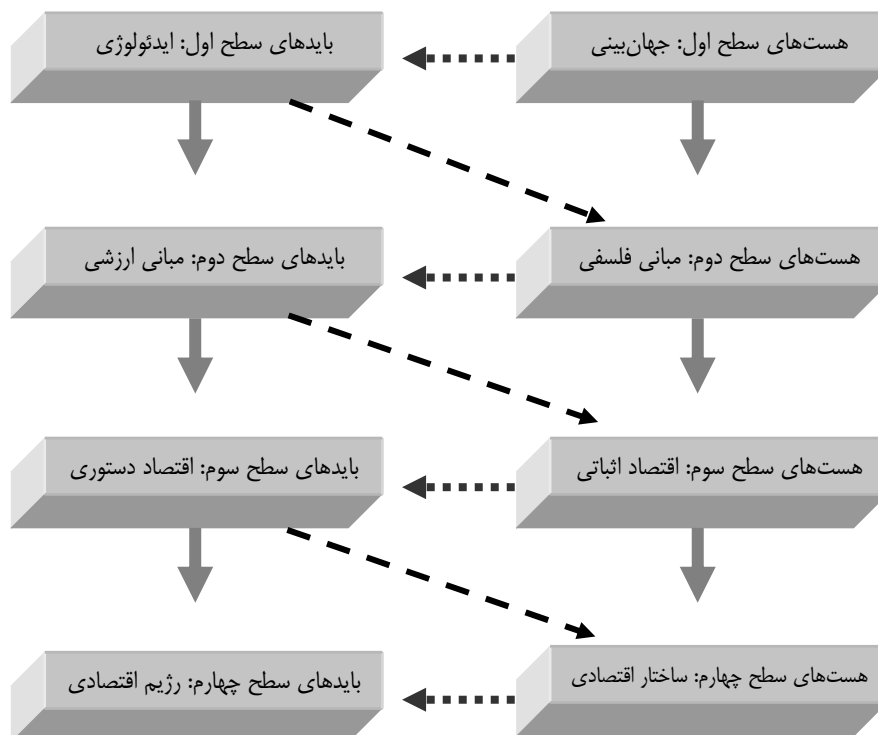 هست‌های سطح اول: جهان‌بینی
بایدهای سطح اول: ایدئولوژی
هست‌های سطح دوم: مبانی فلسفی
بایدهای سطح دوم: مبانی ارزشی
هست‌های سطح سوم: اقتصاد اثباتی
بایدهای سطح سوم: اقتصاد دستوری
هست‌های سطح چهارم: ساختار اقتصادی
بایدهای سطح چهارم: رژیم اقتصادی